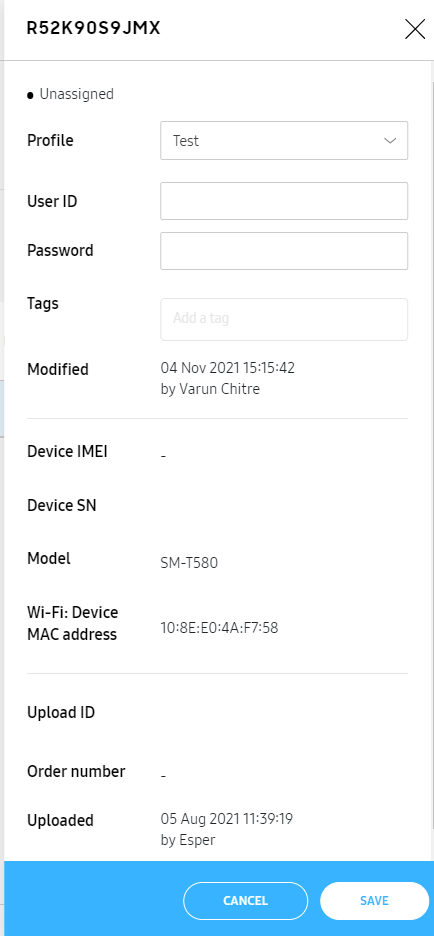 R52K90S9JMX
Unassigned
Profile
Test
User ID
Password
Tags
Add a tag
Modified
04 Nov 2021 15:15:42
by Varun Chitre
Device IMEI
-
Device SN
Model
SM-T580
Wi-Fi: Device
MAC address
10:8E:E0:4A:F7:58
Upload ID
Order number
-
Uploaded
05 Aug 2021 11:39:19
by Esper
CANCEL
SAVE